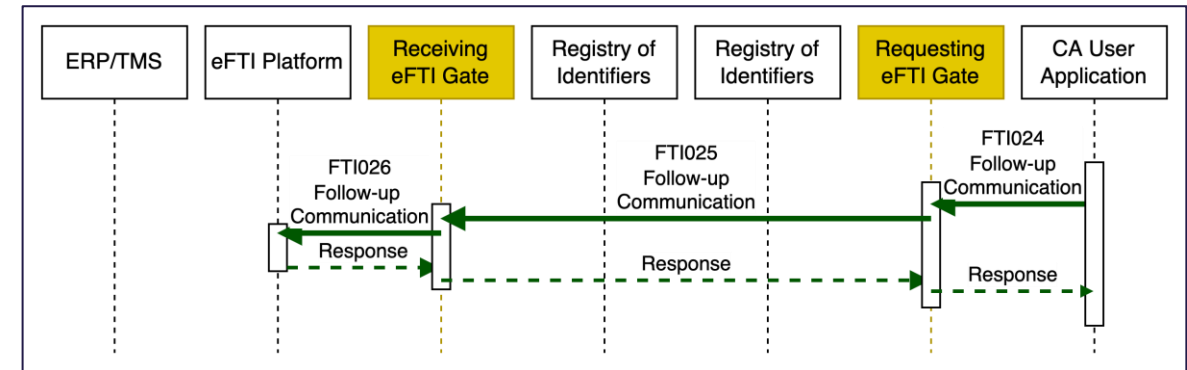 ERP/TMS
eFTI Platform
Receiving
eFTI Gate
Registry of
Identifiers
Registry of
Identifiers
Requesting
eFTI Gate
CA User
Application
FTI026
Follow-up
Communication
Response
FTI025
Follow-up
Communication
Response
FTI024
Follow-up
Communication
Response